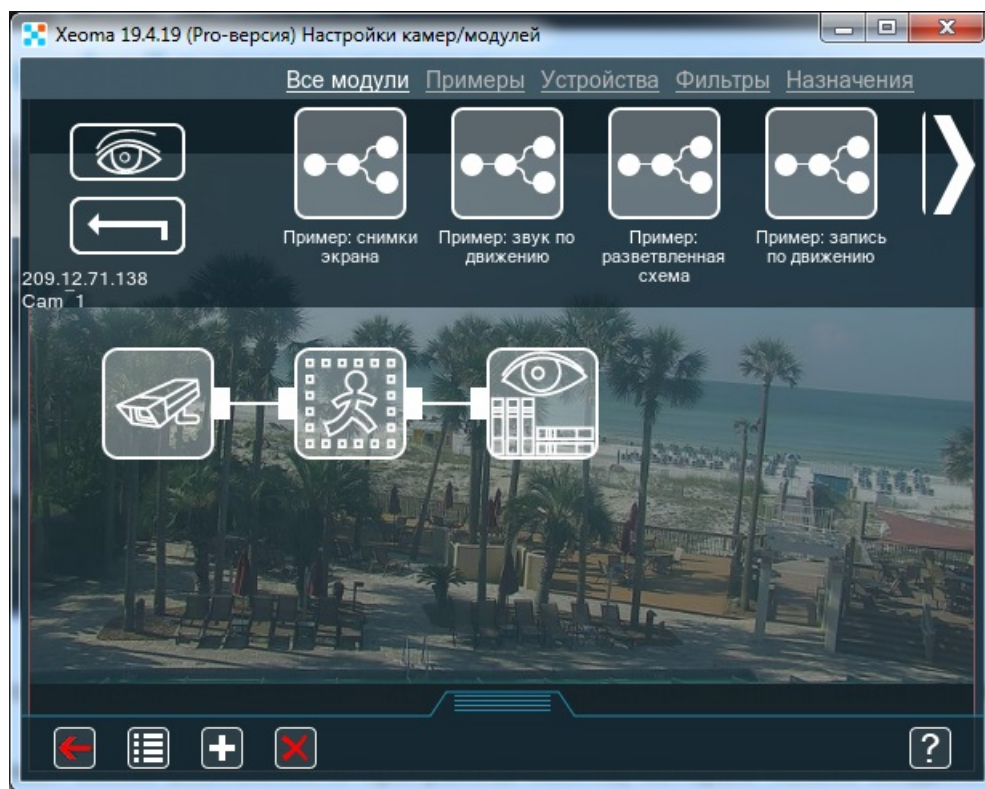 Xeoma 19.4.19 (Pro-версия) Настройки камер/модулей
Все модули Примеры Устройства Фильтры Назначения
Пример: снимки
экрана
Пример: звук по
движению
Пример:
разветвленная
схема
Пример: запись
по движению
209.12.71.138
Cam_1
?